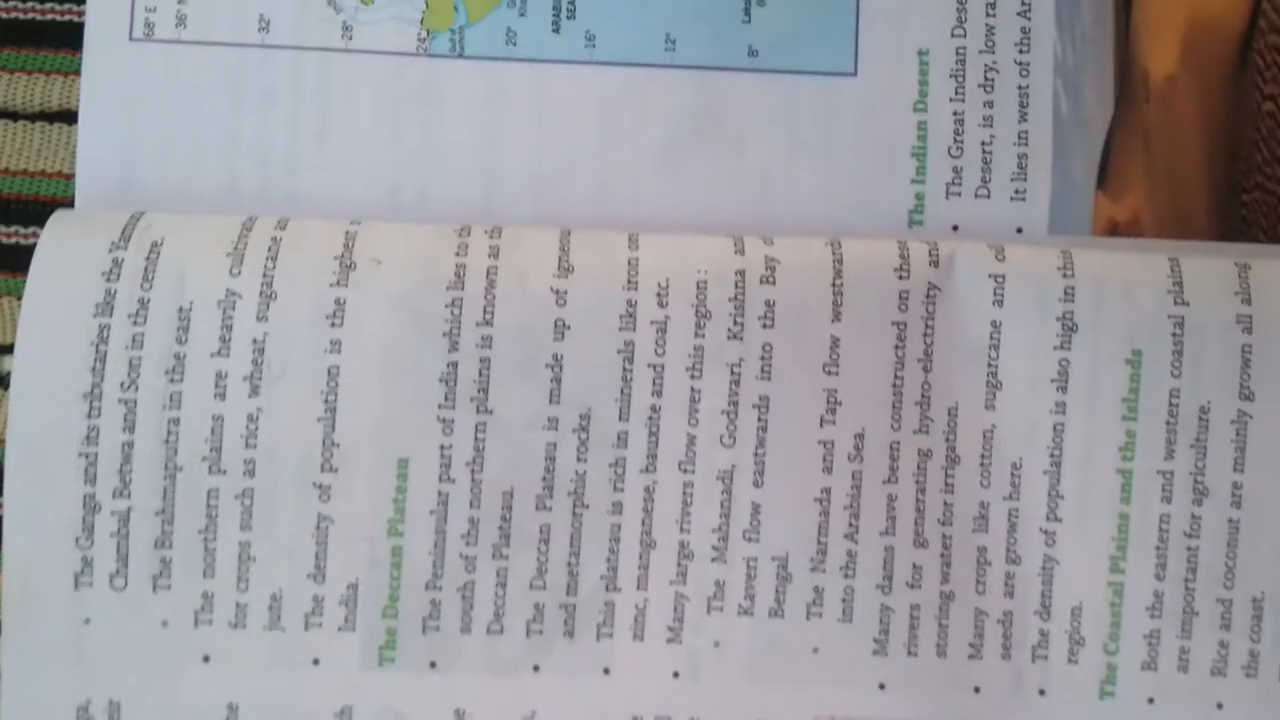 • The Ganga and its tributaries like the
Chambal, Betwa and Son in the centre.
• The Brahmaputra in the east.
• The northern plains are heavily
for crops such as rice, wheat, sugarcane
jute.
• The density of population is the highest
India.
The Deccan Plateau
• The Peninsular part of India which lies to
south of the northern plains is known as
Deccan Plateau.
• The Deccan Plateau is made up of
and metamorphic rocks.
• This plateau is rich in minerals like iron
zinc, manganese, bauxite and coal, etc.
• Many large rivers flow over this region :
• The Mahanadi, Godavari, Krishna
Kaveri flow eastwards into the Bay
Bengal.
• The Narmada and Tapi flow
into the Arabian Sea.
• Many dams have been constructed on
rivers for generating hydro-electricity and
storing water for irrigation.
• Many crops like cotton, sugarcane and
seeds are grown here.
• The density of population is also high in this
region.
The Coastal Plains and the Islands
• Both the eastern and western coastal plains
are important for agriculture.
• Rice and coconut are mainly grown all along
the coast.
68° E
36°
32°
28°
24°
20°
16°
12°
8°
SEA
The Indian Desert
• The Great Indian
Desert, is a dry, low
• It lies in west of the